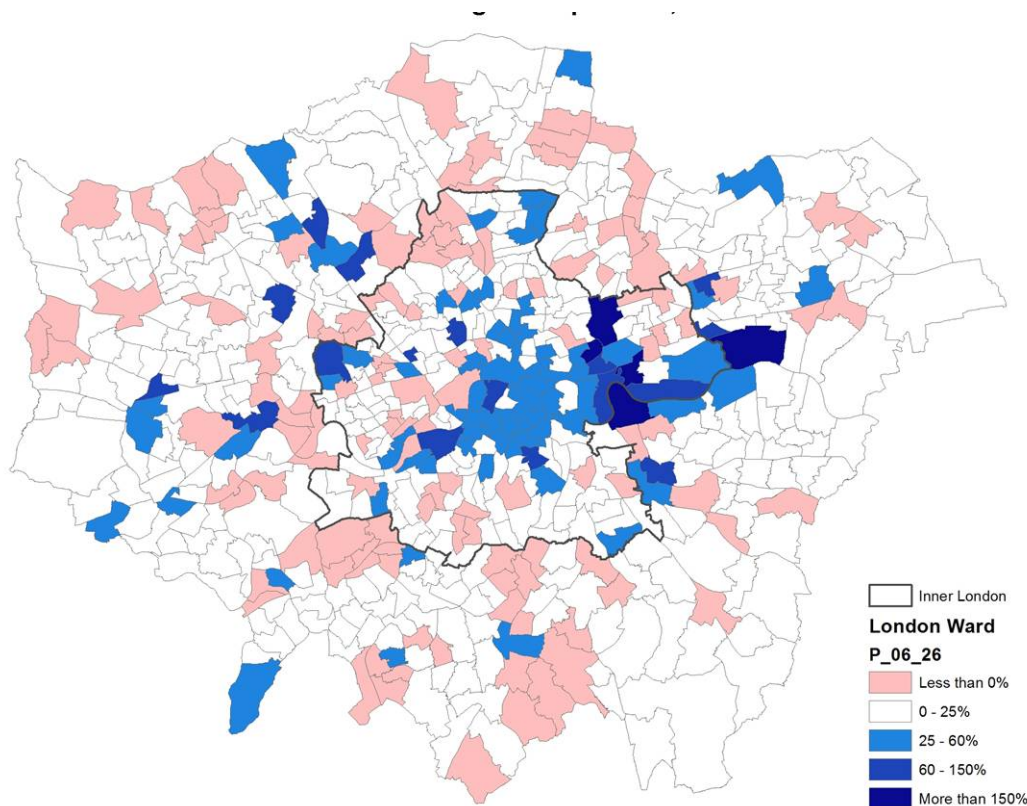 Inner London
London Ward
P_06_26
Less than 0%
0 - 25%
25 - 60%
60 - 150%
More than 150%